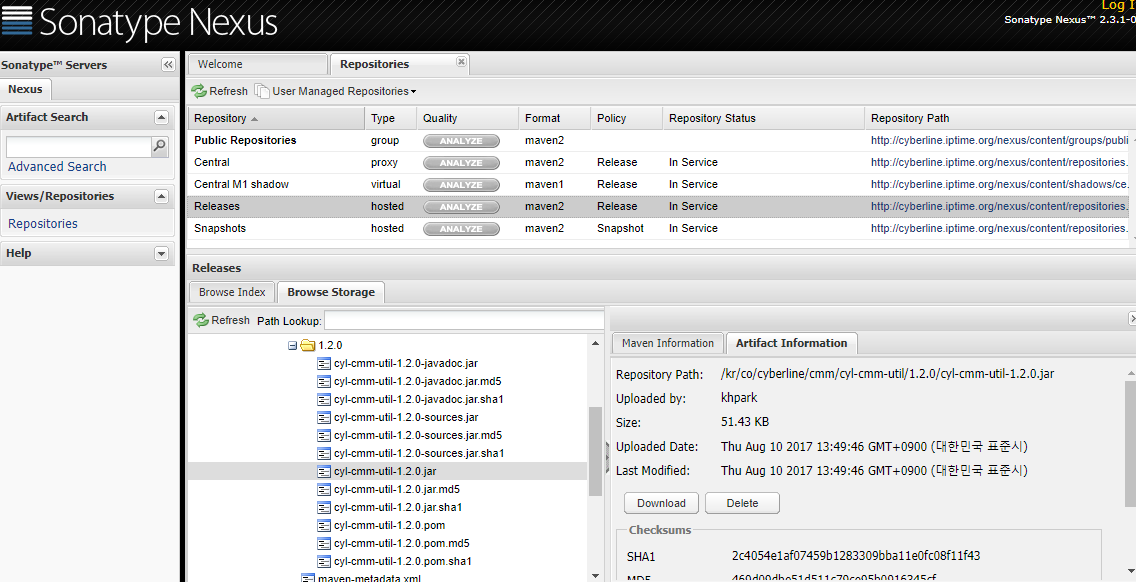 Sonatype Nexus
Log I
Sonatype Nexus™ 2.3.1-0
Sonatype™ Servers
Nexus
Artifact Search
Advanced Search
Views/Repositories
Repositories
Help
Welcome
Repositories
Refresh
User Managed Repositories
Repository Type Quality Format Policy Repository Status Repository Path
Public Repositories group ANALYZE maven2 http://cyberline.iptime.org/nexus/content/groups/publi
Central proxy ANALYZE maven2 Release In Service http://cyberline.iptime.org/nexus/content/repositories.
Central M1 shadow virtual ANALYZE maven1 Release In Service http://cyberline.iptime.org/nexus/content/shadows/ce.
Releases hosted ANALYZE maven2 Release In Service http://cyberline.iptime.org/nexus/content/repositories.
Snapshots hosted ANALYZE maven2 Snapshot In Service http://cyberline.iptime.org/nexus/content/repositories.
Releases
Browse Index
Browse Storage
Refresh
Path Lookup:
1.2.0
cyl-cmm-util-1.2.0-javadoc.jar
cyl-cmm-util-1.2.0-javadoc.jar.md5
cyl-cmm-util-1.2.0-javadoc.jar.sha1
cyl-cmm-util-1.2.0-sources.jar
cyl-cmm-util-1.2.0-sources.jar.md5
cyl-cmm-util-1.2.0-sources.jar.sha1
cyl-cmm-util-1.2.0.jar
cyl-cmm-util-1.2.0.jar.md5
cyl-cmm-util-1.2.0.jar.sha1
cyl-cmm-util-1.2.0.pom
cyl-cmm-util-1.2.0.pom.md5
cyl-cmm-util-1.2.0.pom.sha1
maven-metadata.xml
Maven Information
Artifact Information
Repository Path: /kr/co/cyberline/cmm/cyl-cmm-util/1.2.0/cyl-cmm-util-1.2.0.jar
Uploaded by: khpark
Size: 51.43 KB
Uploaded Date: Thu Aug 10 2017 13:49:46 GMT+0900 (대한민국 표준시)
Last Modified: Thu Aug 10 2017 13:49:46 GMT+0900 (대한민국 표준시)
Download
Delete
Checksums
SHA1 2c4054e1af07459b1283309bba11e0fc08f11f43
MD5